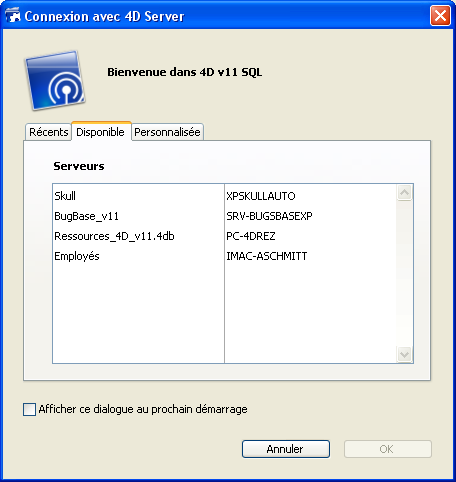 Connexion avec 4D Server
Bienvenue dans 4D v11 SQL
Récents Disponible Personnalisée
Serveurs
Skull XPSKULLAUTO
BugBase_v11 SRV-BUGSBASEXP
Ressources_4D_v11.4db PC-4DREZ
Employés IMAC-ASCHMITT
Afficher ce dialogue au prochain démarrage
Annuler OK